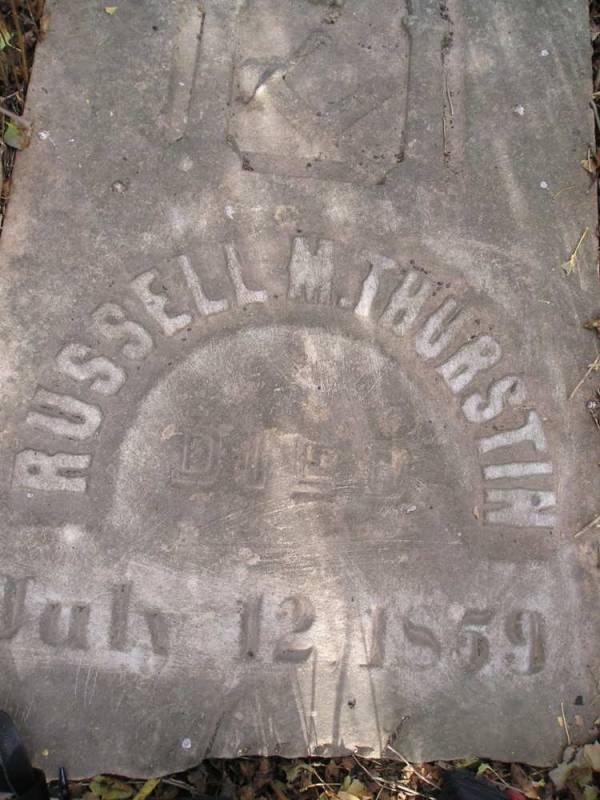 RUSSELL M. THURSTIN
DIED
July 12, 1859